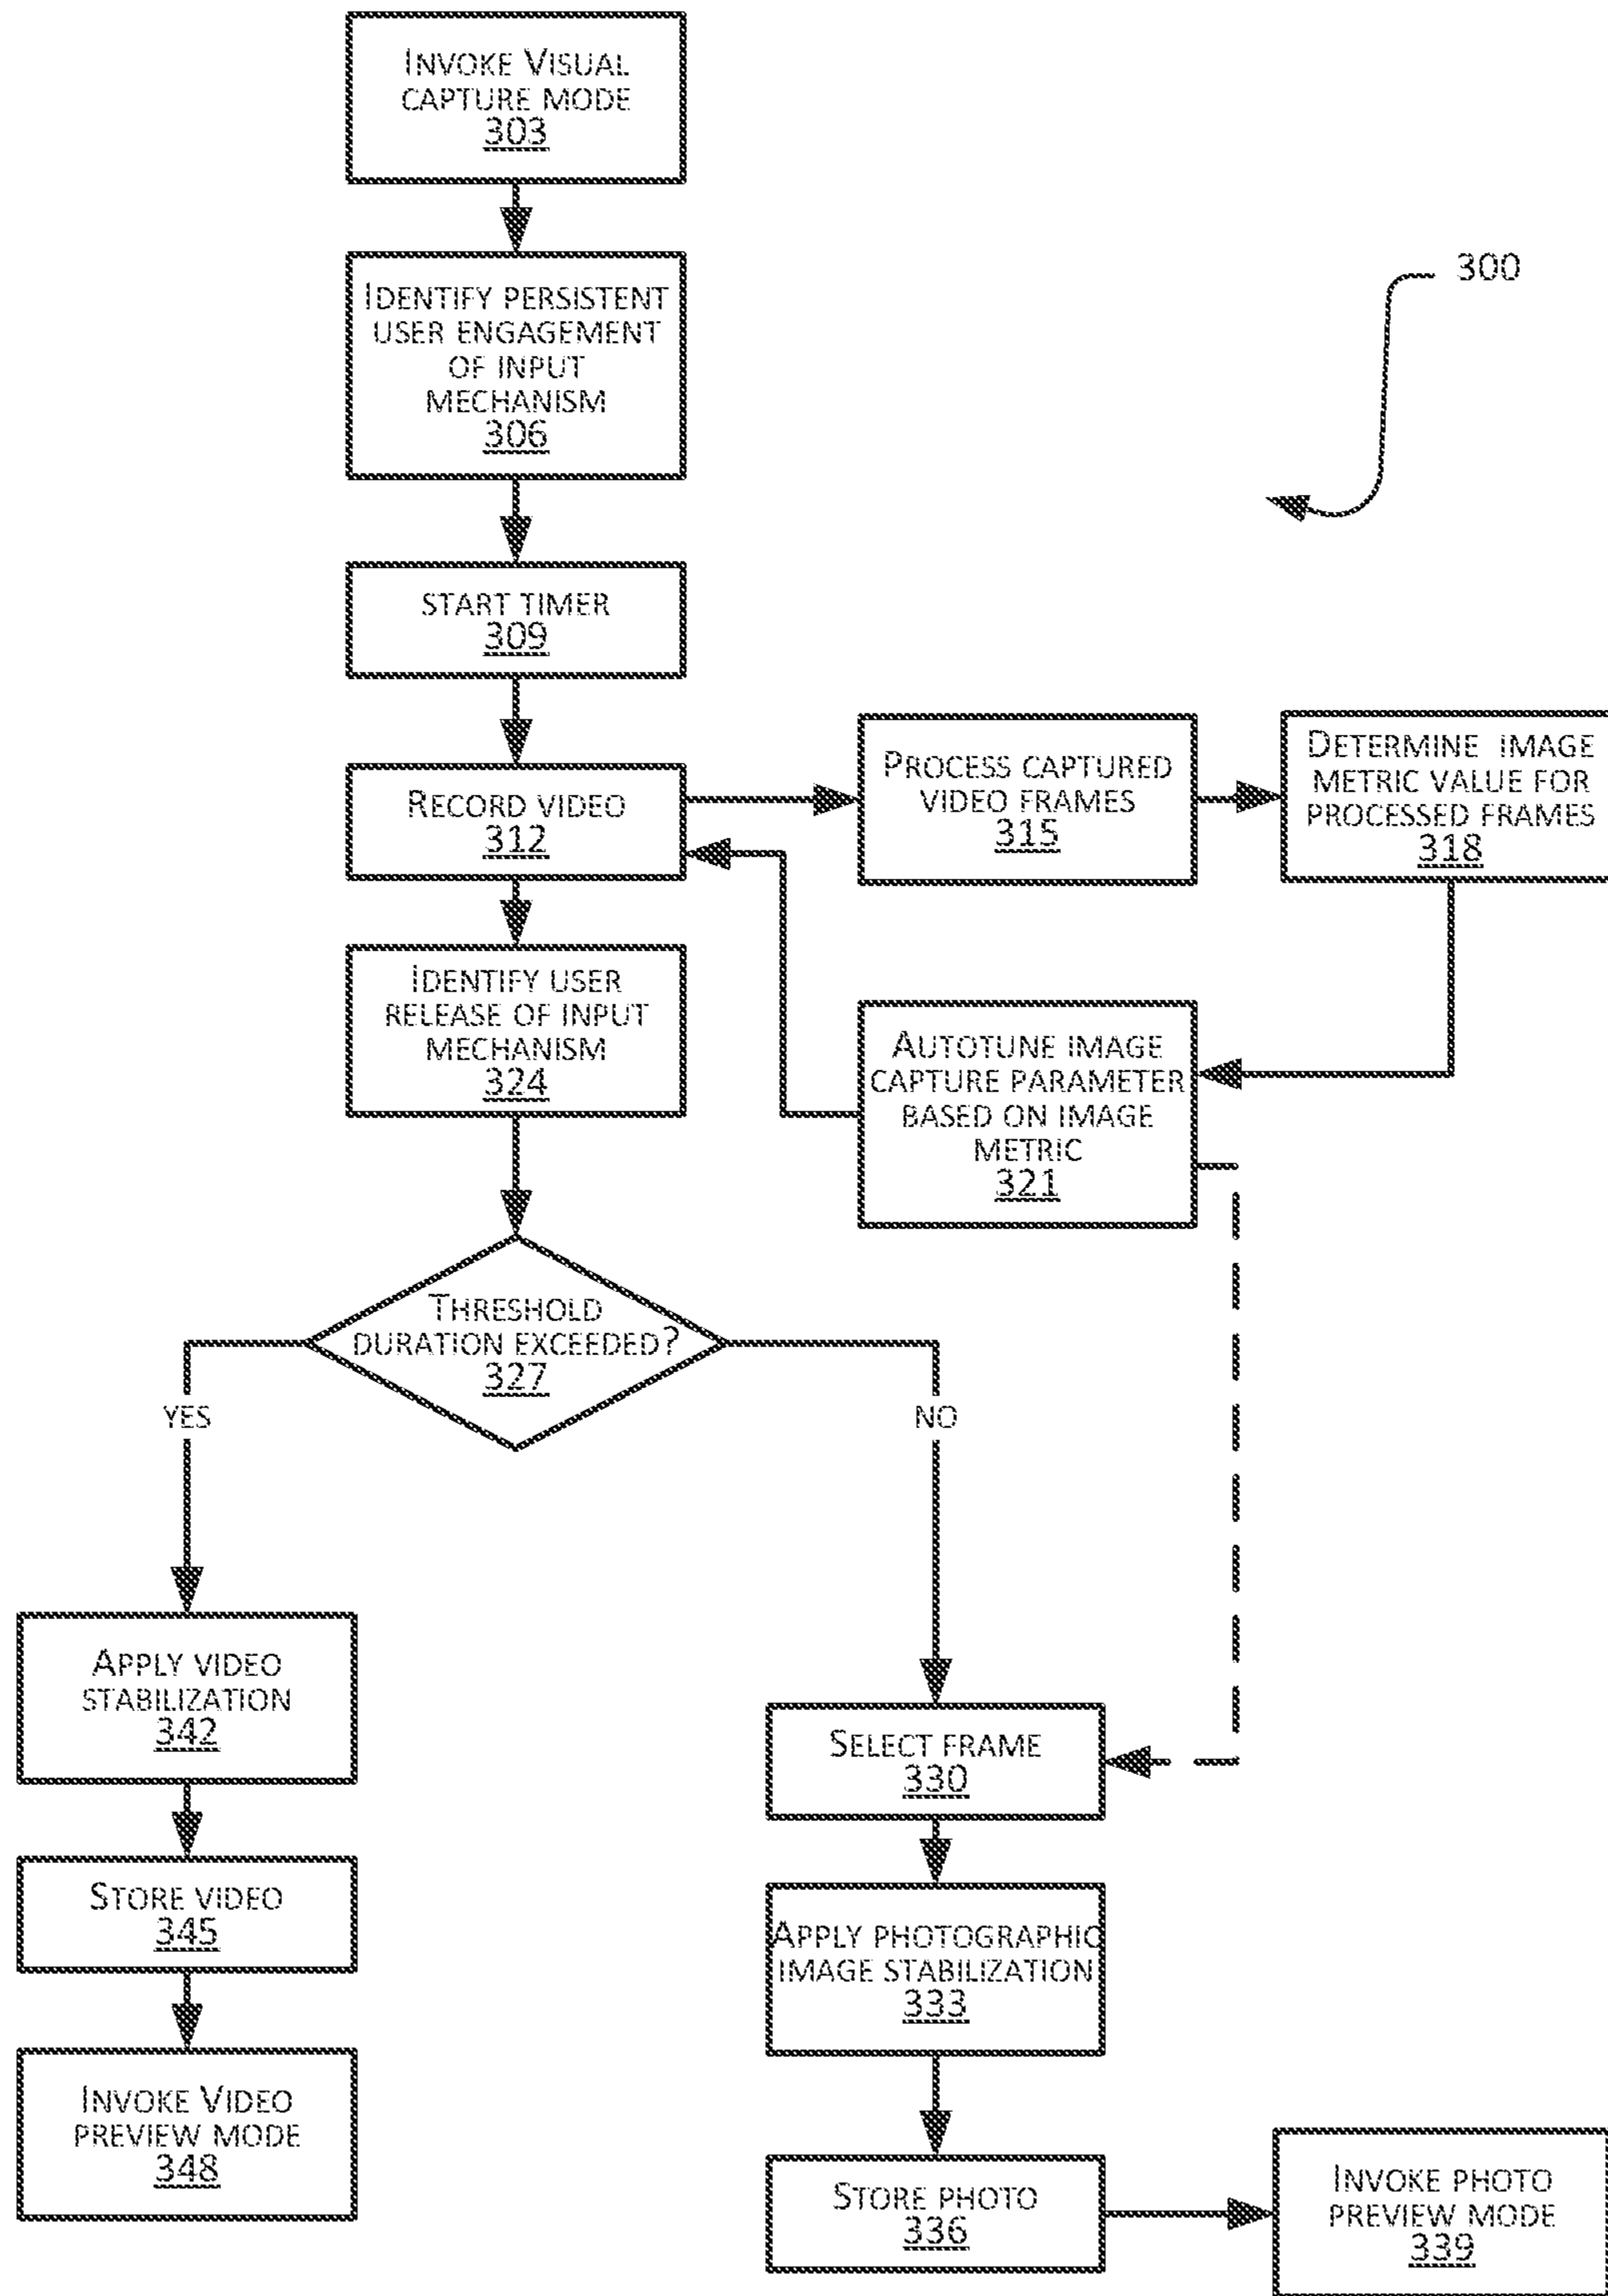 INVOKE VISUAL
CAPTURE MODE
303
IDENTIFY PERSISTENT
USER ENGAGEMENT
OF INPUT
MECHANISM
306
300
START TIMER
309
RECORD VIDEO
312
PROCESS CAPTURED
VIDEO FRAMES
315
DETERMINE IMAGE
METRIC VALUE FOR
PROCESSED FRAMES
318
AUTOTUNE IMAGE
CAPTURE PARAMETER
BASED ON IMAGE
METRIC
321
IDENTIFY USER
RELEASE OF INPUT
MECHANISM
324
THRESHOLD
DURATION EXCEEDED?
327
YES
NO
APPLY VIDEO
STABILIZATION
342
STORE VIDEO
345
INVOKE VIDEO
PREVIEW MODE
348
SELECT FRAME
330
APPLY PHOTOGRAPHIC
IMAGE STABILIZATION
333
STORE PHOTO
336
INVOKE PHOTO
PREVIEW MODE
339